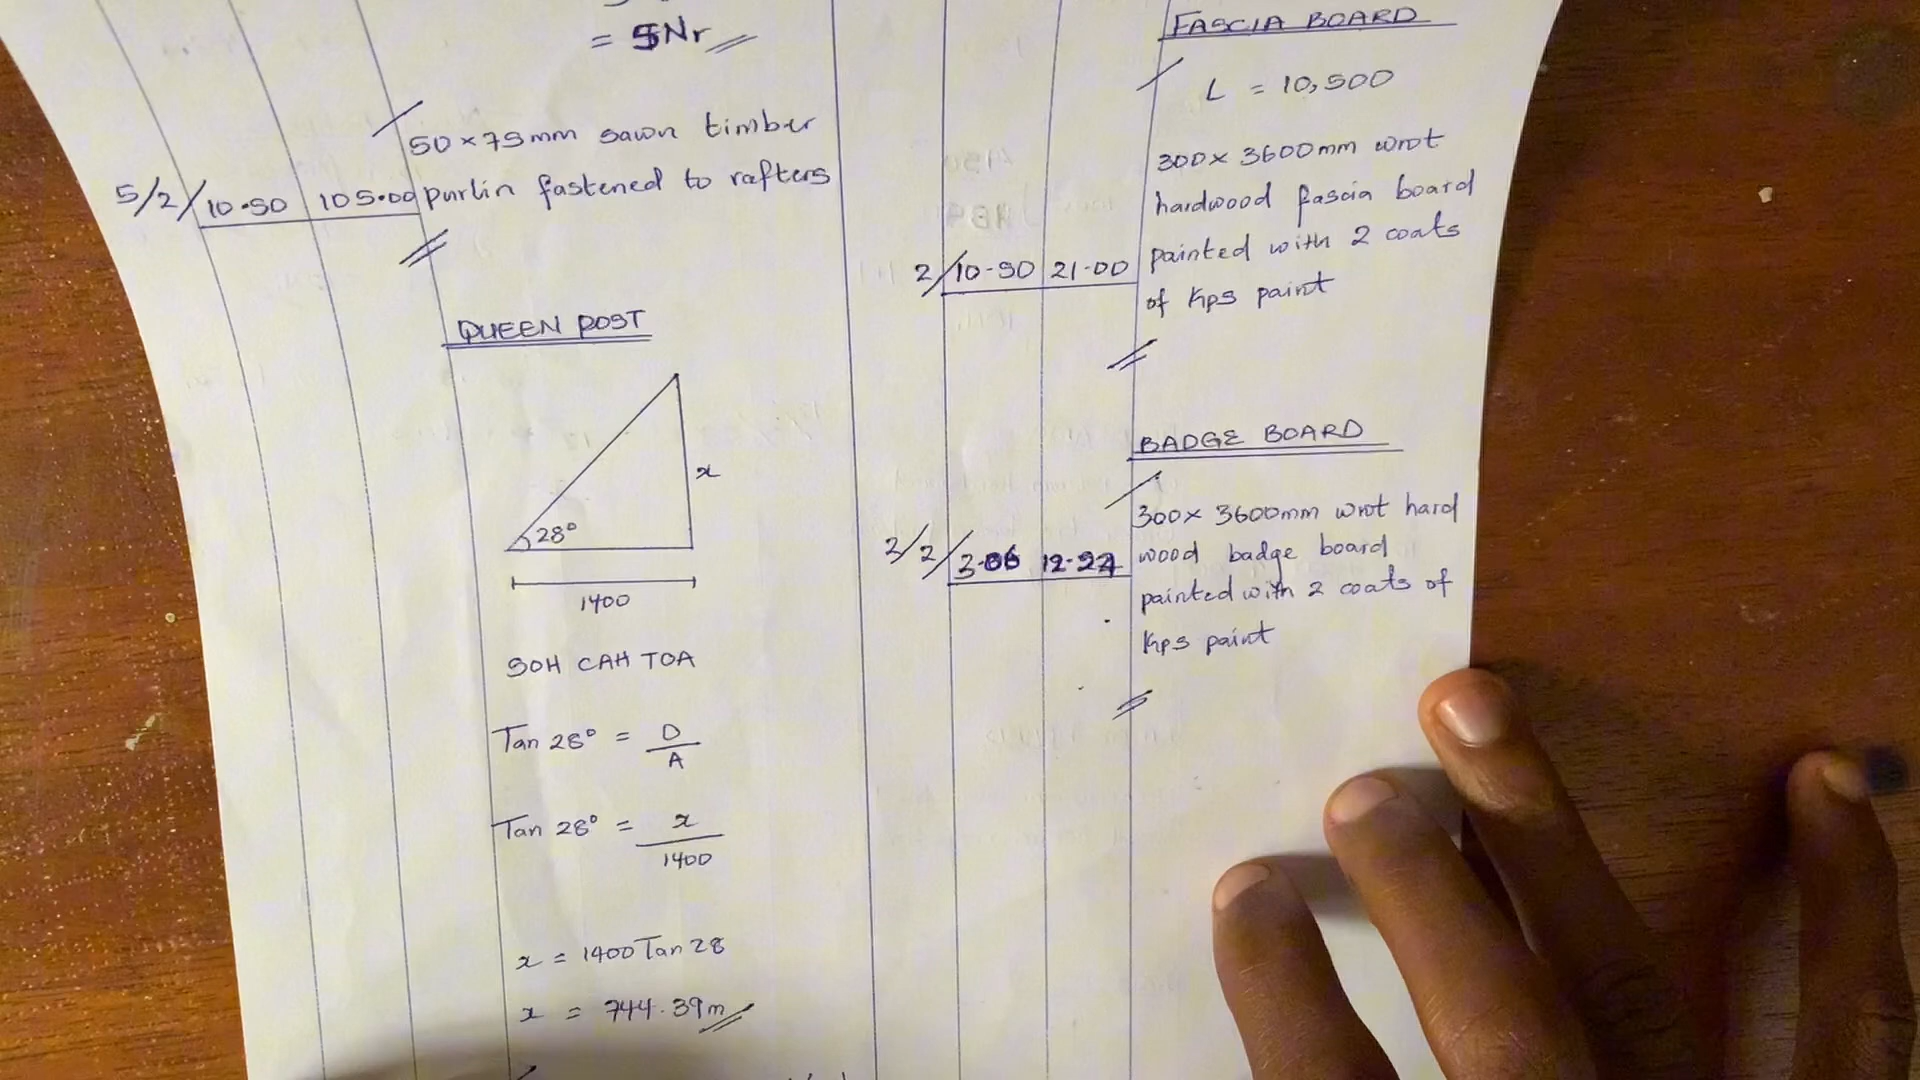 = 5Nr
50 x 75mm sawn timber
5/2/ 10.50 105.00 purlin fastened to rafters
QUEEN POST
x
28°
1400
SOH CAH TOA
Tan 28° = O
A
Tan 28° = x
1400
x = 1400 Tan 28
x = 744.39m
FASCIA BOARD
L = 10,500
300 x 3600mm wrot
hardwood fascia board
painted with 2 coats
2/ 10-50 21-00
of Kps paint
BADGE BOARD
300 x 3600mm wrot hard
2/2/ 3.06 12.24 wood badge board
painted with 2 coats of
Kps paint